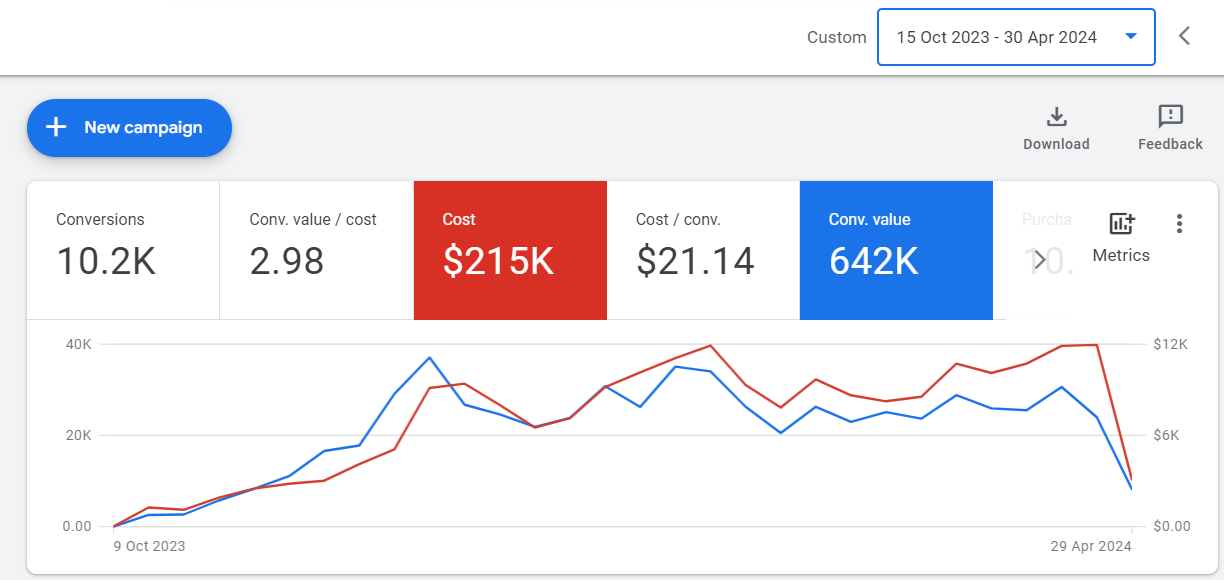 Custom
15 Oct 2023 - 30 Apr 2024
New campaign
Download
Feedback
Conversions
10.2K
Conv. value / cost
2.98
Cost
$215K
Cost / conv.
$21.14
Conv. value
642K
Purcha
10.
Metrics
40K
$12K
20K
$6K
0.00
$0.00
9 Oct 2023
29 Apr 2024